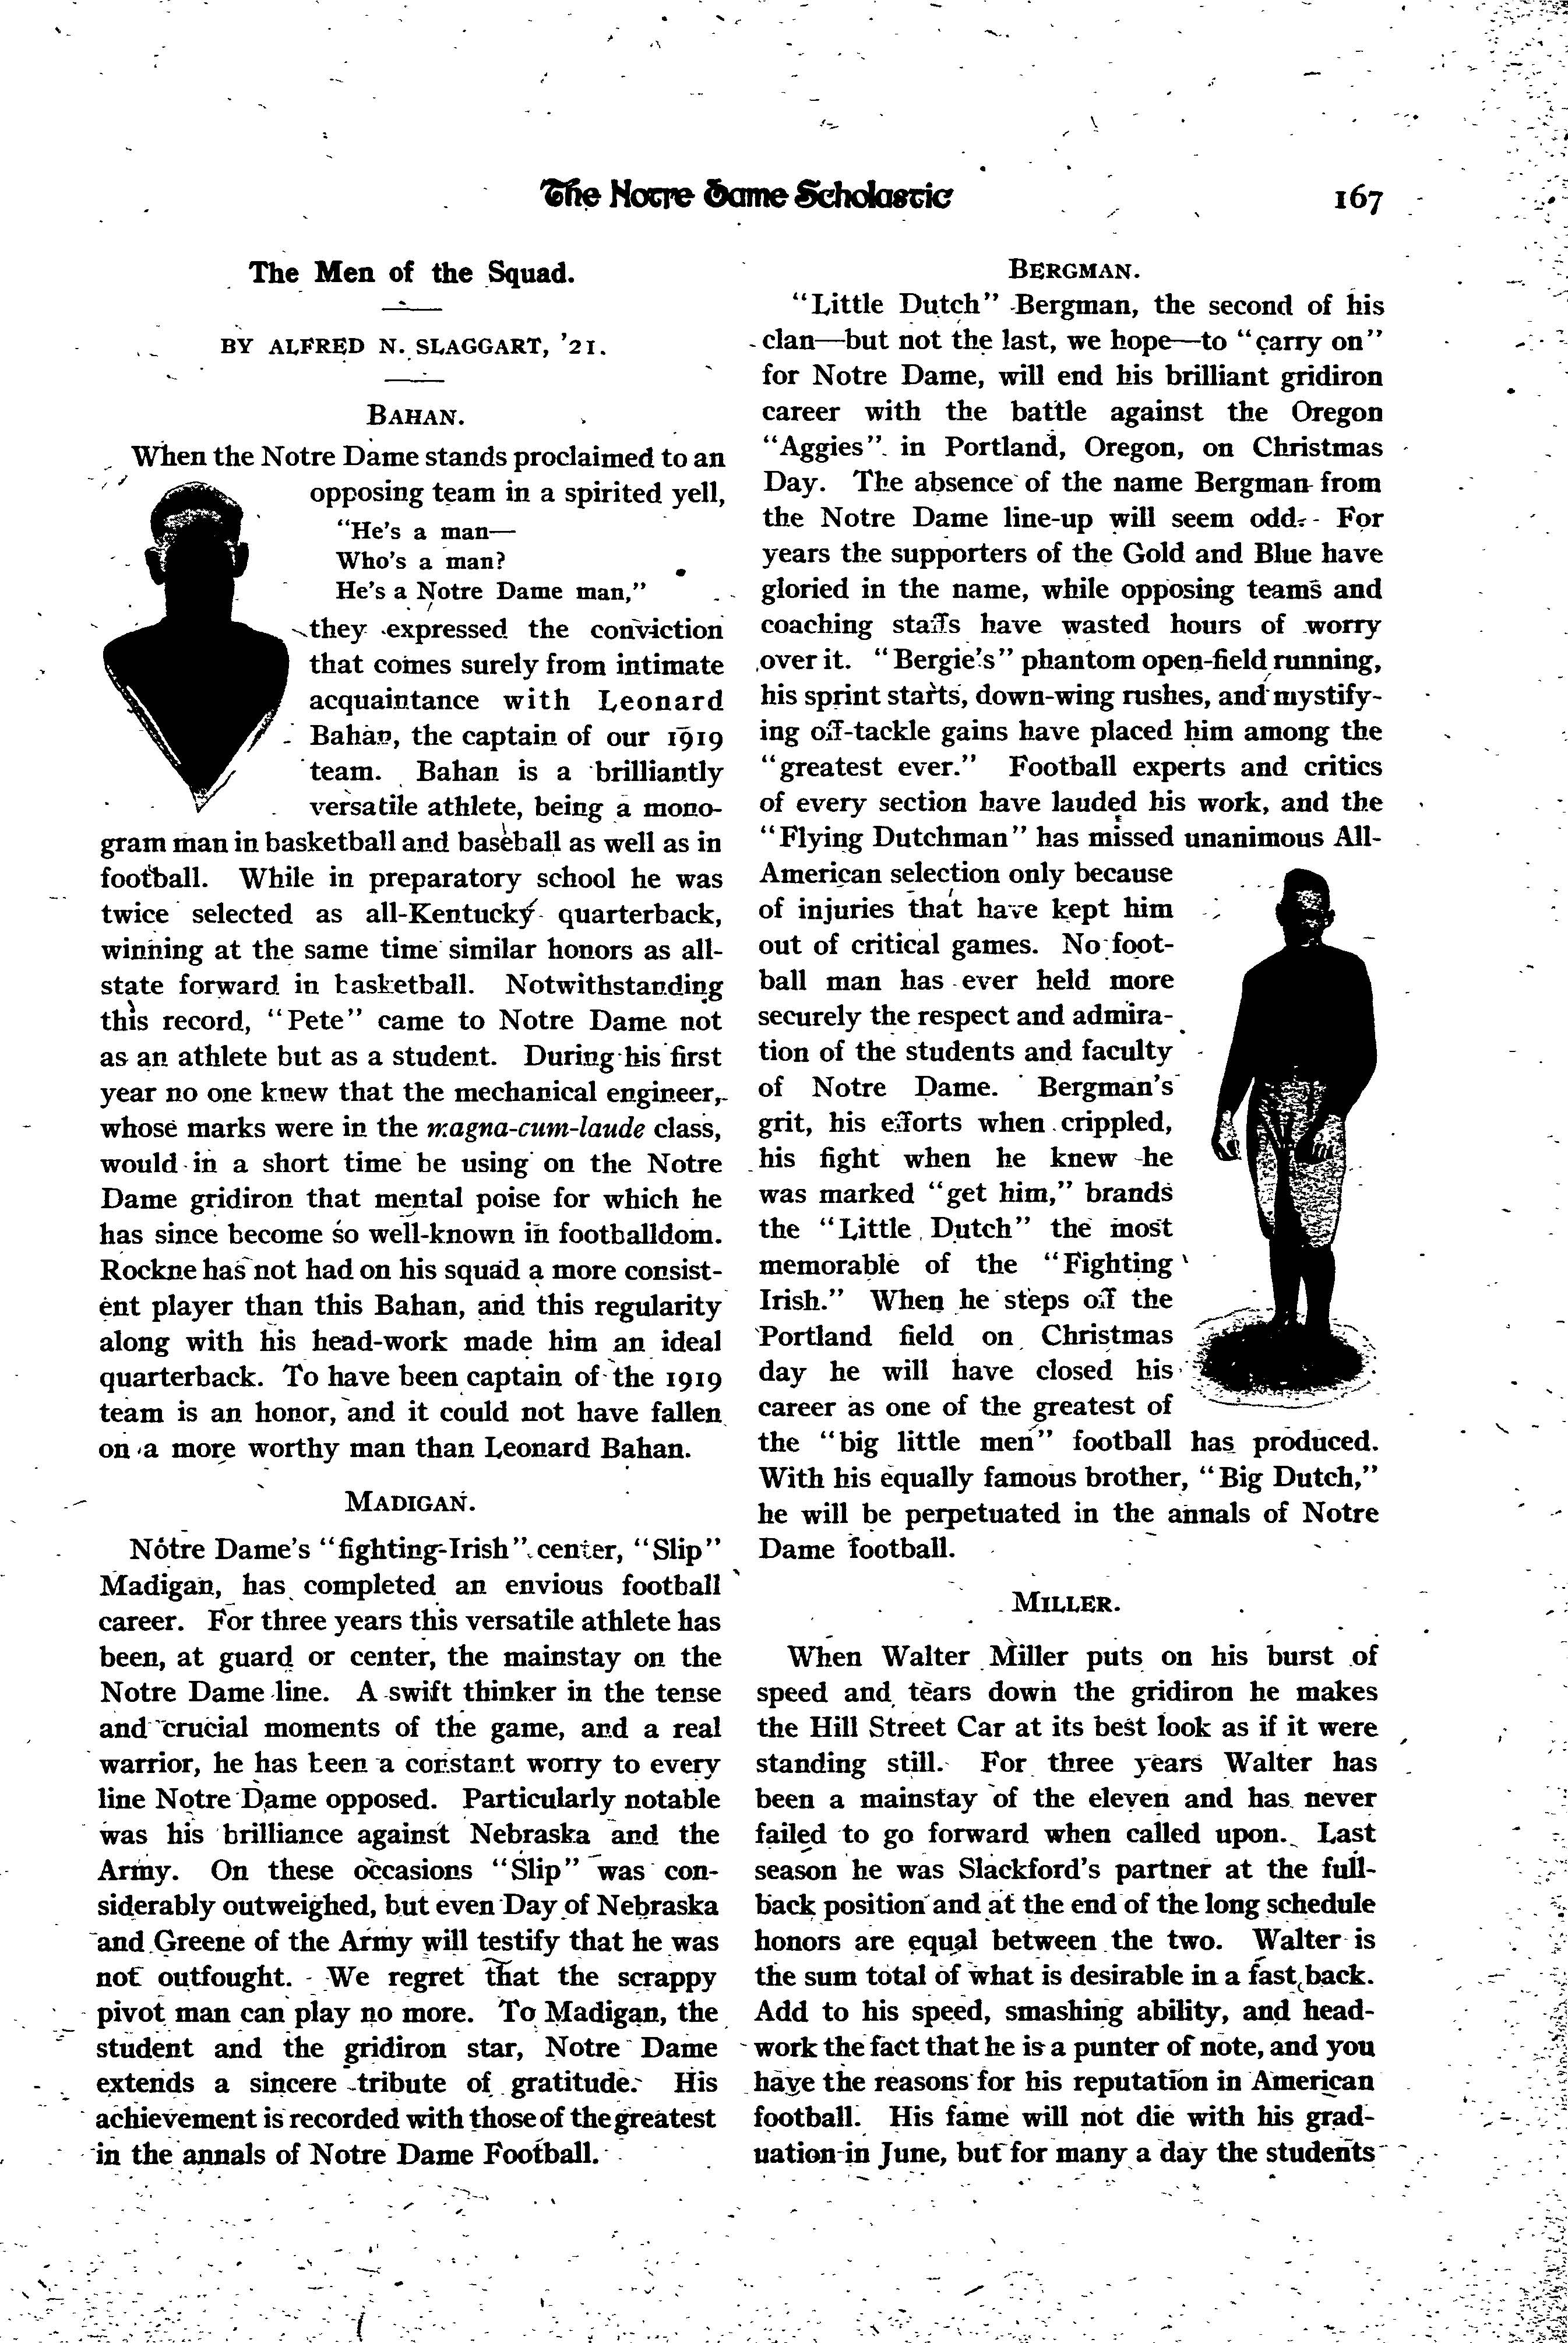 The Notre Dame Scholastic
167
The Men of the Squad.
BY ALFRED N. SLAGGART, '21.
BAHAN.
When the Notre Dame stands proclaimed to an
opposing team in a spirited yell,
"He's a man—
Who's a man?
He's a Notre Dame man,"
they expressed the conviction
that comes surely from intimate
acquaintance with Leonard
Bahan, the captain of our 1919
team. Bahan is a brilliantly
versatile athlete, being a mono-
gram man in basketball and baseball as well as in
football. While in preparatory school he was
twice selected as all-Kentucky quarterback,
winning at the same time similar honors as all-
state forward in basketball. Notwithstanding
this record, "Pete" came to Notre Dame not
as an athlete but as a student. During his first
year no one knew that the mechanical engineer,
whose marks were in the magna-cum-laude class,
would in a short time be using on the Notre
Dame gridiron that mental poise for which he
has since become so well-known in footballdom.
Rockne has not had on his squad a more consist-
ent player than this Bahan, and this regularity
along with his head-work made him an ideal
quarterback. To have been captain of the 1919
team is an honor, and it could not have fallen
on a more worthy man than Leonard Bahan.
MADIGAN.
Notre Dame's "fighting-Irish" center, "Slip"
Madigan, has completed an envious football
career. For three years this versatile athlete has
been, at guard or center, the mainstay on the
Notre Dame line. A swift thinker in the tense
and crucial moments of the game, and a real
warrior, he has been a constant worry to every
line Notre Dame opposed. Particularly notable
was his brilliance against Nebraska and the
Army. On these occasions "Slip" was con-
siderably outweighed, but even Day of Nebraska
and Greene of the Army will testify that he was
not outfought. We regret that the scrappy
pivot man can play no more. To Madigan, the
student and the gridiron star, Notre Dame
extends a sincere tribute of gratitude. His
achievement is recorded with those of the greatest
in the annals of Notre Dame Football.
BERGMAN.
"Little Dutch" Bergman, the second of his
clan—but not the last, we hope—to "carry on"
for Notre Dame, will end his brilliant gridiron
career with the battle against the Oregon
"Aggies" in Portland, Oregon, on Christmas
Day. The absence of the name Bergman from
the Notre Dame line-up will seem odd. For
years the supporters of the Gold and Blue have
gloried in the name, while opposing teams and
coaching staffs have wasted hours of worry
over it. "Bergie's" phantom open-field running,
his sprint starts, down-wing rushes, and mystify-
ing off-tackle gains have placed him among the
"greatest ever." Football experts and critics
of every section have lauded his work, and the
"Flying Dutchman" has missed unanimous All-
American selection only because
of injuries that have kept him
out of critical games. No foot-
ball man has ever held more
securely the respect and admira-
tion of the students and faculty
of Notre Dame. Bergman's
grit, his efforts when crippled,
his fight when he knew he
was marked "get him," brands
the "Little Dutch" the most
memorable of the "Fighting
Irish." When he steps off the
Portland field on Christmas
day he will have closed his
career as one of the greatest of
the "big little men" football has produced.
With his equally famous brother, "Big Dutch,"
he will be perpetuated in the annals of Notre
Dame football.
MILLER.
When Walter Miller puts on his burst of
speed and tears down the gridiron he makes
the Hill Street Car at its best look as if it were
standing still. For three years Walter has
been a mainstay of the eleven and has never
failed to go forward when called upon. Last
season he was Slackford's partner at the full-
back position and at the end of the long schedule
honors are equal between the two. Walter is
the sum total of what is desirable in a fast back.
Add to his speed, smashing ability, and head-
work the fact that he is a punter of note, and you
have the reasons for his reputation in American
football. His fame will not die with his grad-
uation in June, but for many a day the students